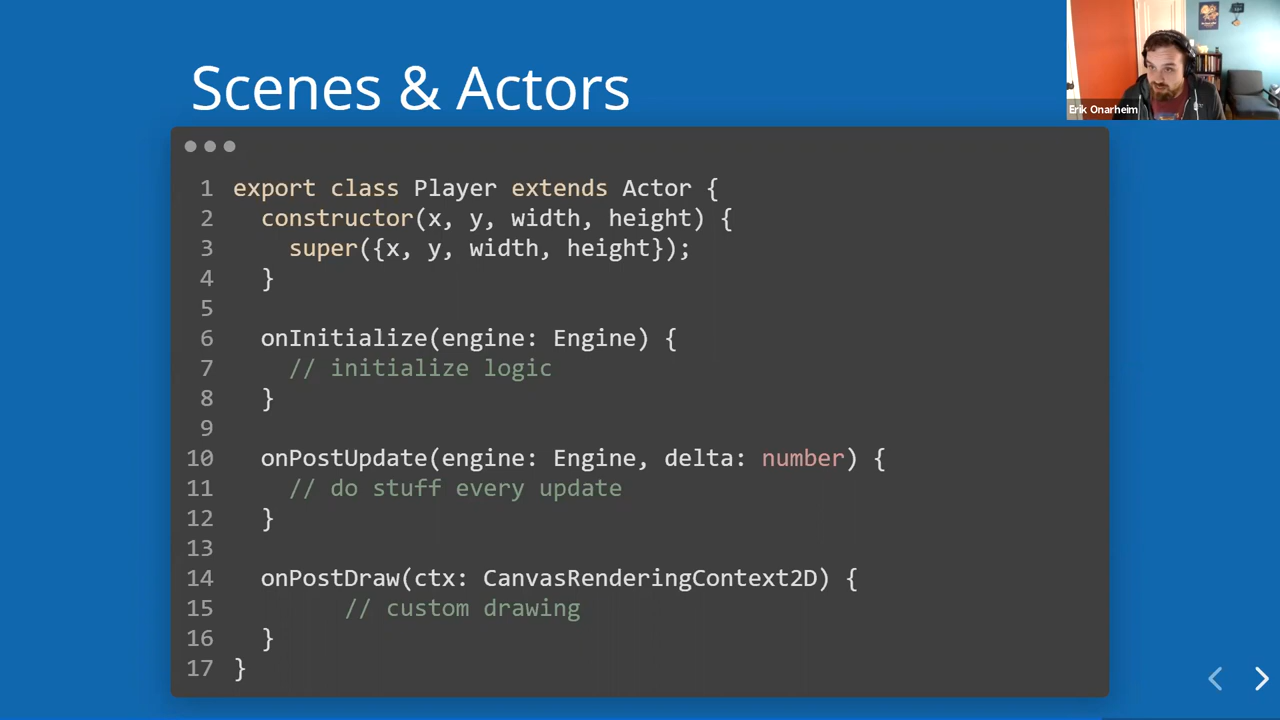 Scenes & Actors
Erik Onarheim
1 export class Player extends Actor {
2 constructor(x, y, width, height) {
3 super({x, y, width, height});
4 }
5
6 onInitialize(engine: Engine) {
7 // initialize logic
8 }
9
10 onPostUpdate(engine: Engine, delta: number) {
11 // do stuff every update
12 }
13
14 onPostDraw(ctx: CanvasRenderingContext2D) {
15 // custom drawing
16 }
17 }